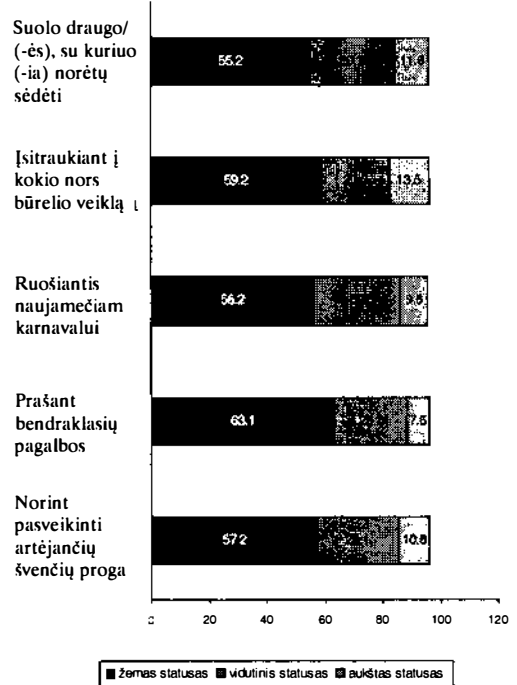 Suolo draugo/
(-ės), su kuriuo
(-ia) norėtų
sėdėti
55.2
Įsitraukiant į
kokio nors
būrelio veiklą
59.2
13.5
Ruošiantis
naujamečiam
karnavalui
56.2
Prašant
bendraklasių
pagalbos
63.1
7.5
Norint
pasveikinti
artėjančių
švenčių proga
57.2
10.8
20 40 60 80 100 120
žemas statusas vidutinis statusas aukštas statusas